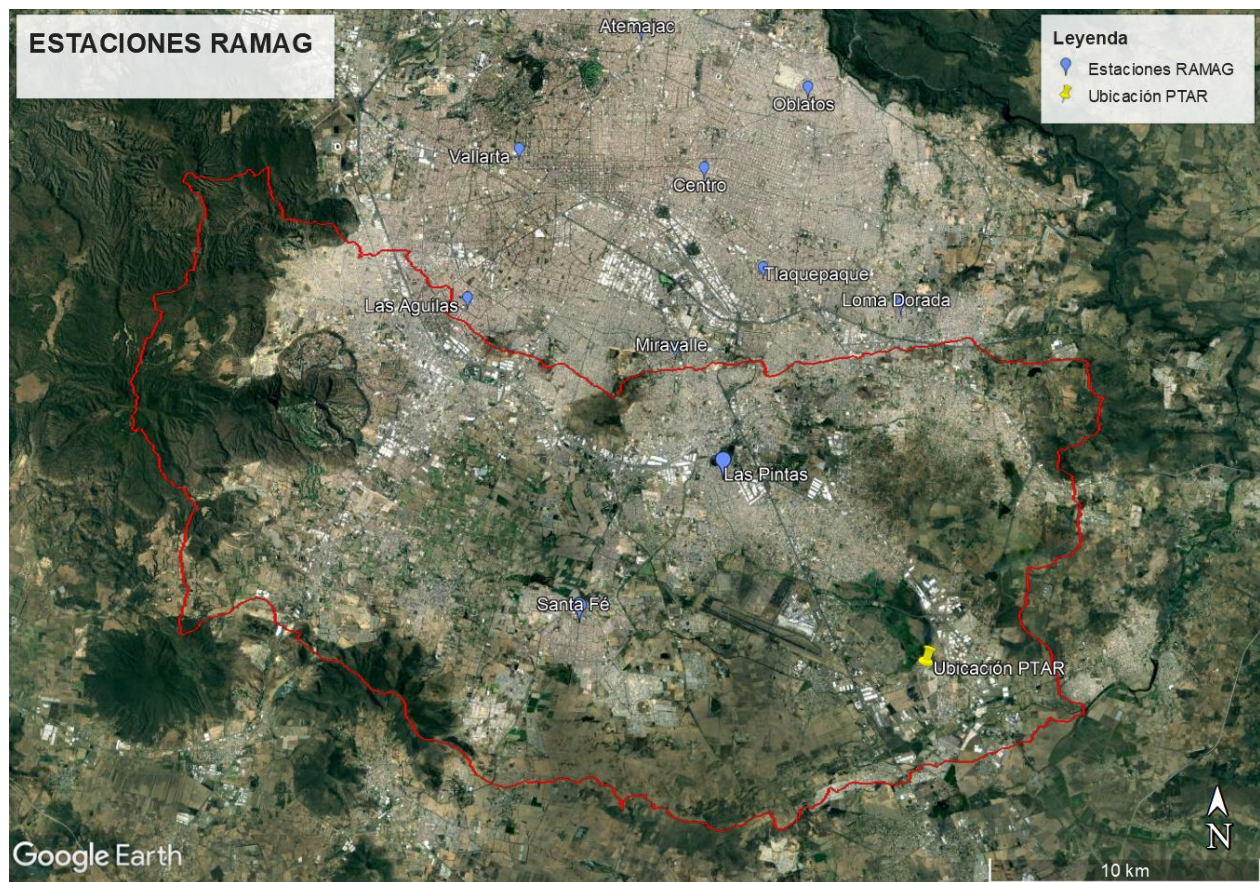 ESTACIONES RAMAG
Leyenda
Estaciones RAMAG
Ubicación PTAR
Atemajac
Oblatos
Vallarta
Centro
Tlaquepaque
Las Aguílas
Loma Dorada
Miravalle
Las Pintas
Santa Fé
Ubicación PTAR
N
Google Earth
10 km